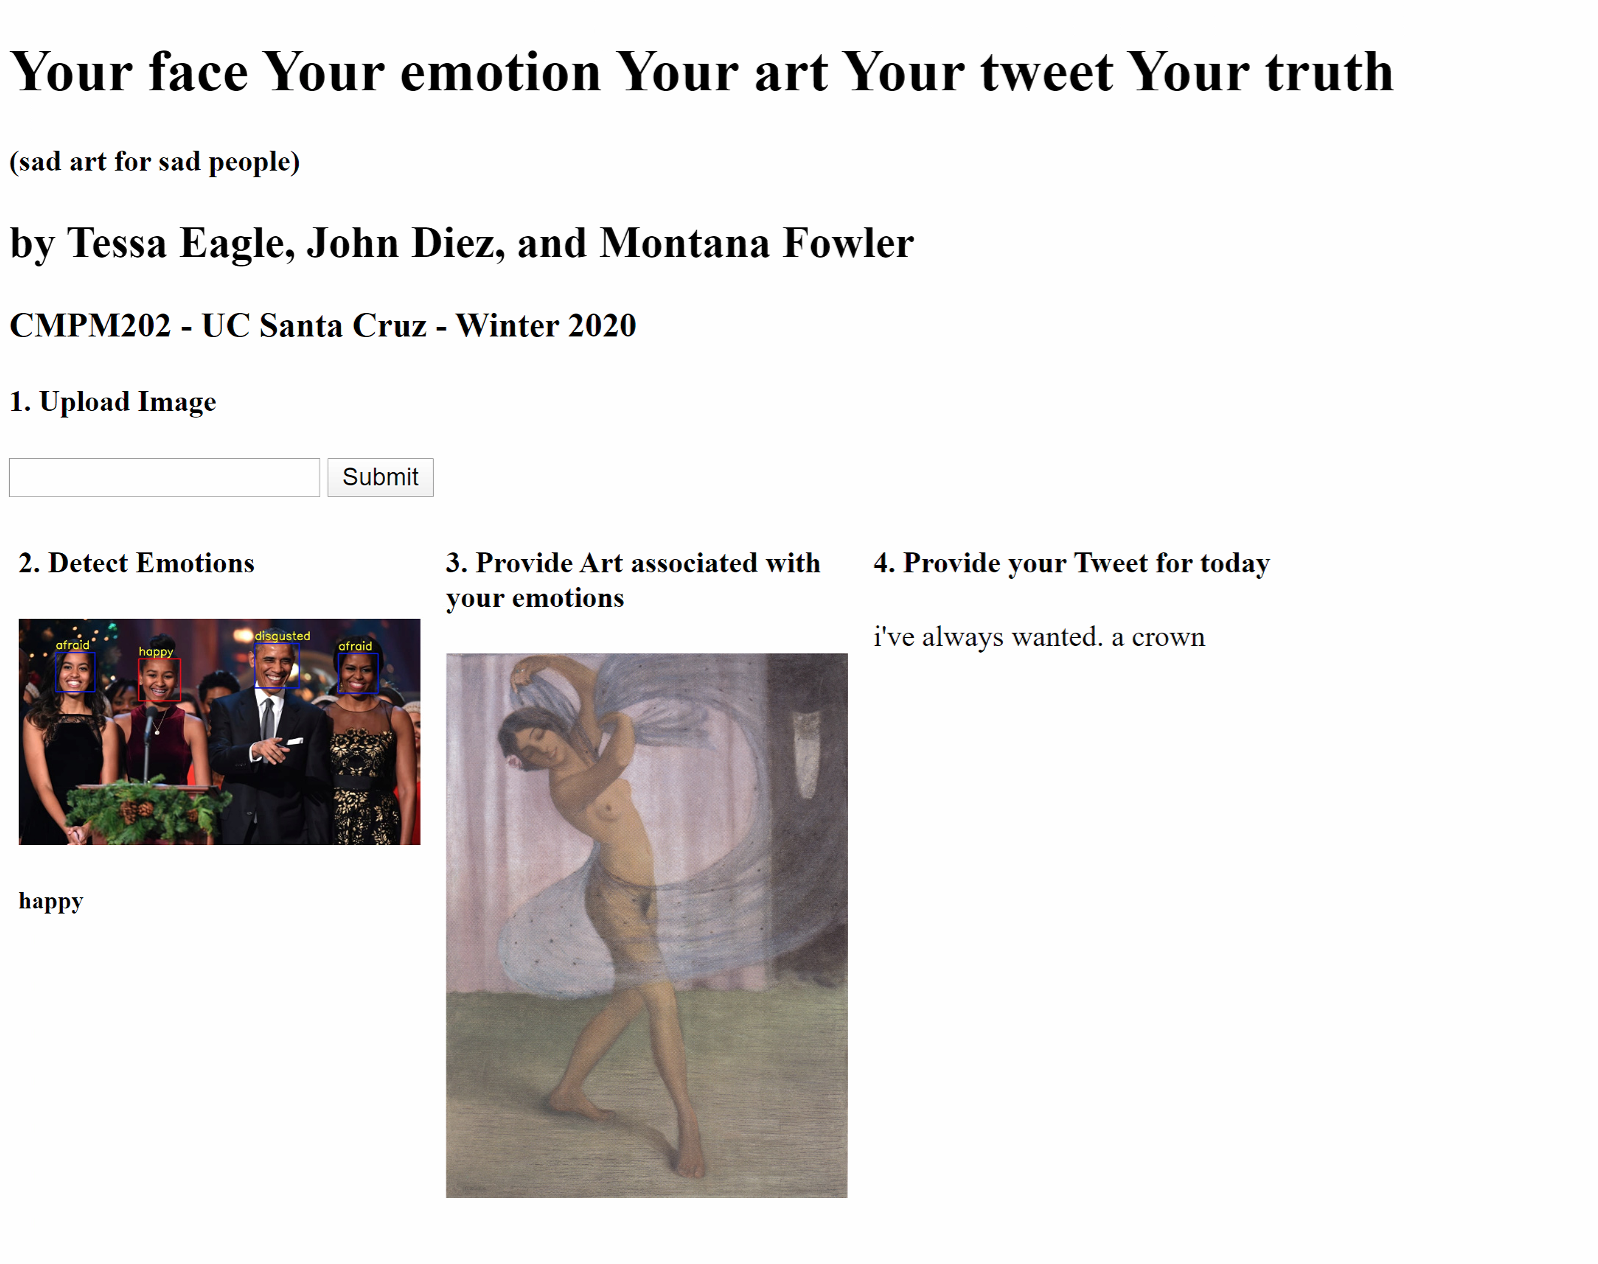 Your face Your emotion Your art Your tweet Your truth
(sad art for sad people)
by Tessa Eagle, John Diez, and Montana Fowler
CMPM202 - UC Santa Cruz - Winter 2020
1. Upload Image
Submit
2. Detect Emotions
afraid
happy
disgusted
afraid
happy
3. Provide Art associated with
your emotions
4. Provide your Tweet for today
i've always wanted. a crown